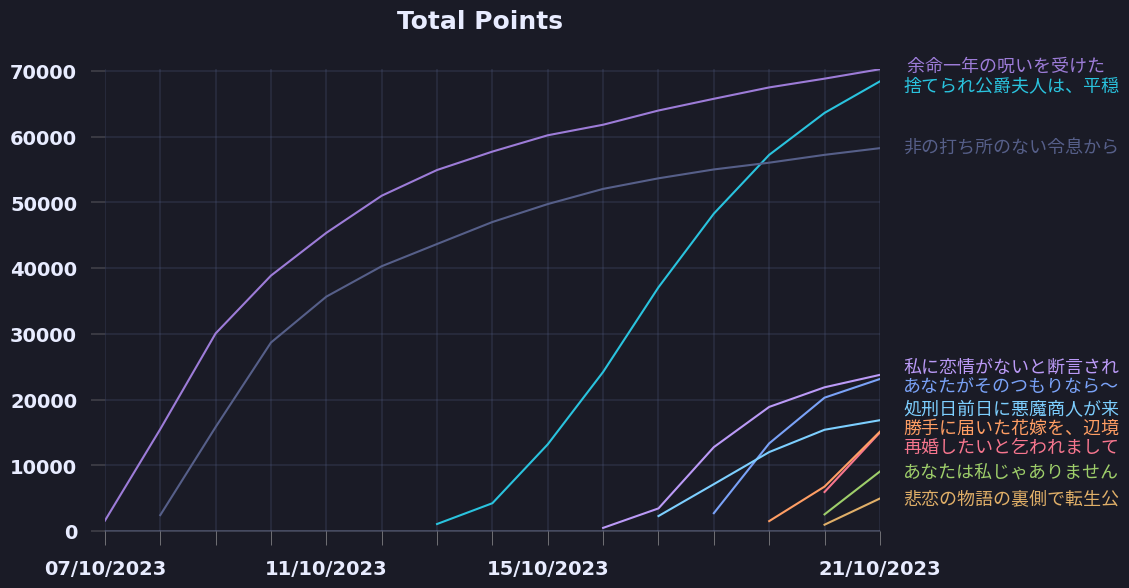 Total Points
70000
60000
50000
40000
30000
20000
10000
0
07/10/2023
11/10/2023
15/10/2023
21/10/2023
余命一年の呪いを受けた
捨てられ公爵夫人は、平穏
非の打ち所のない令息から
私に恋情がないと断言され
あなたがそのつもりなら〜
処刑日前日に悪魔商人が来
勝手に届いた花嫁を、辺境
再婚したいと乞われまして
あなたは私じゃありません
悲恋の物語の裏側で転生公